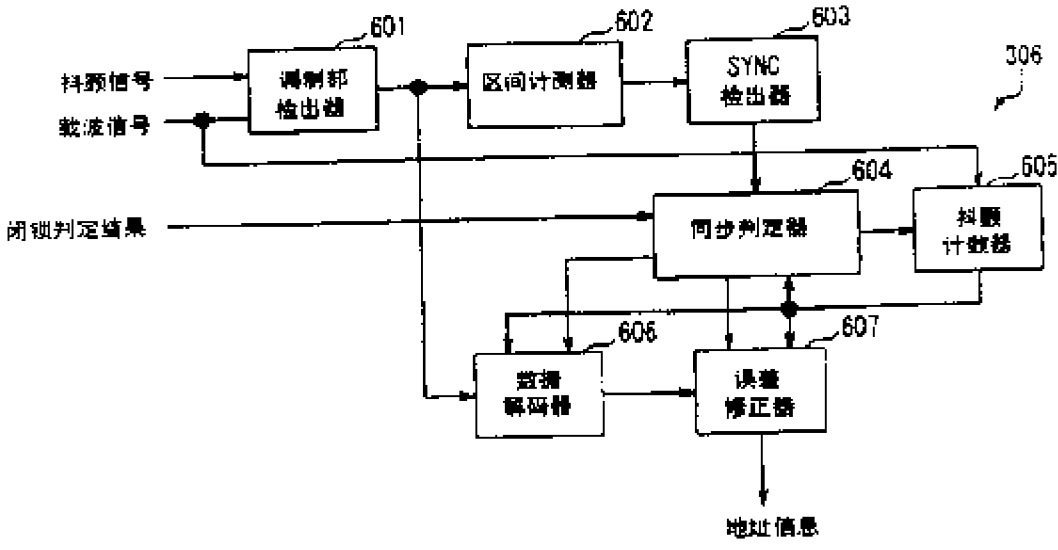 601
602
603
306
抖颤信号
调制部
检出器
区间计测器
SYNC
检出器
载波信号
604
605
闭锁判定结果
同步判定器
抖颤
计数器
606
607
数据
解码器
误差
修正器
地址信息